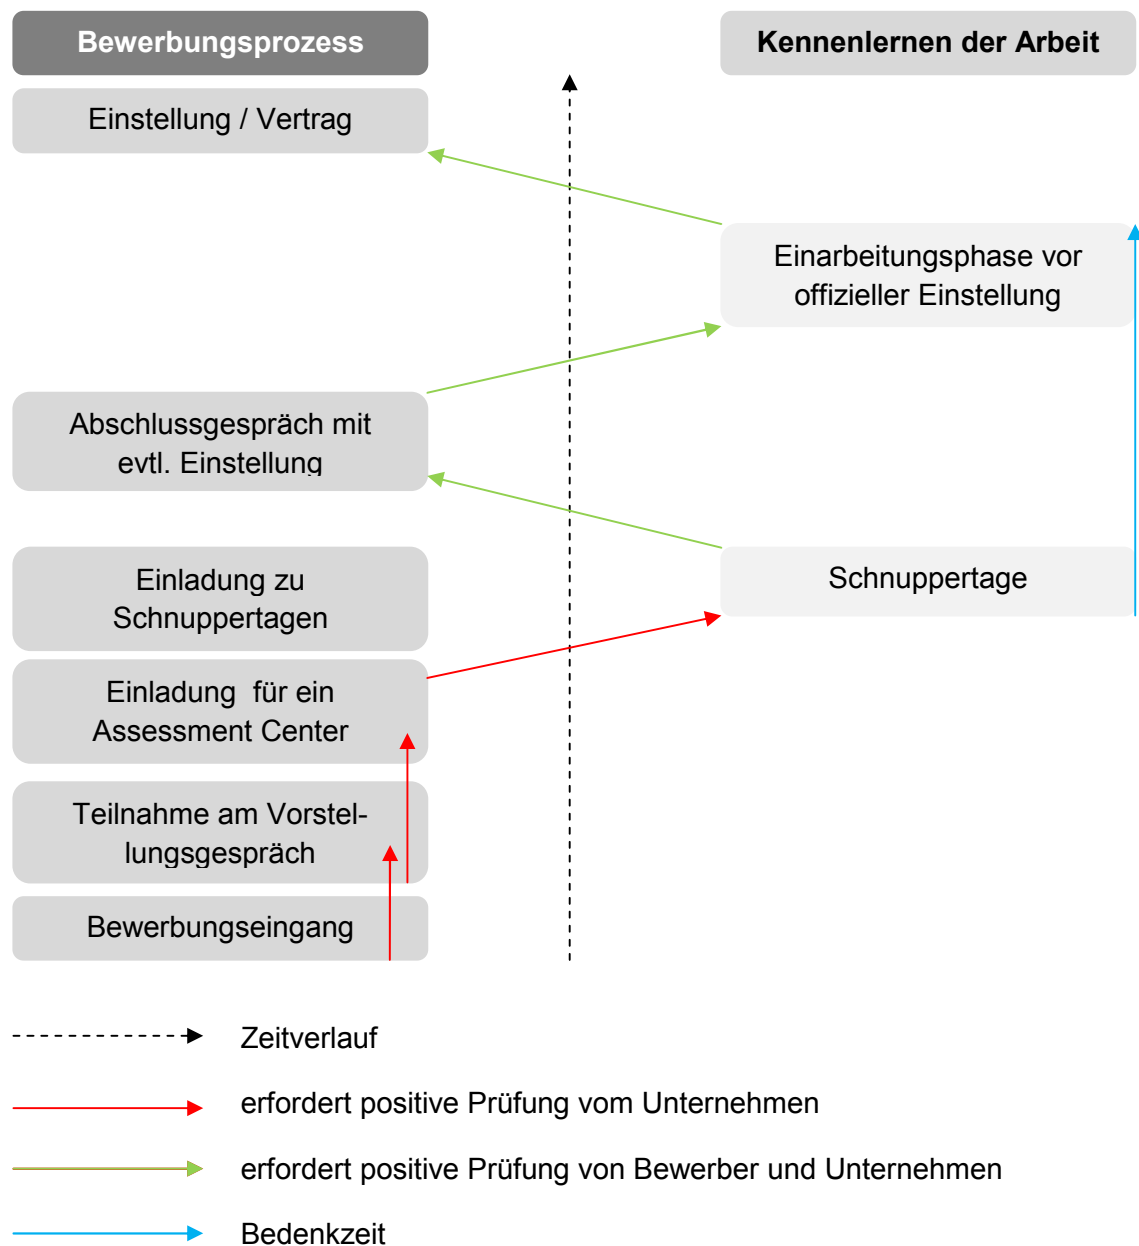 Bewerbungsprozess
Kennenlernen der Arbeit
Einstellung / Vertrag
Einarbeitungsphase vor
offizieller Einstellung
Abschlussgespräch mit
evtl. Einstellung
Einladung zu
Schnuppertagen
Schnuppertage
Einladung  für ein
Assessment Center
Teilnahme am Vorstel-
lungsgespräch
Bewerbungseingang
Zeitverlauf
erfordert positive Prüfung vom Unternehmen
erfordert positive Prüfung von Bewerber und Unternehmen
Bedenkzeit